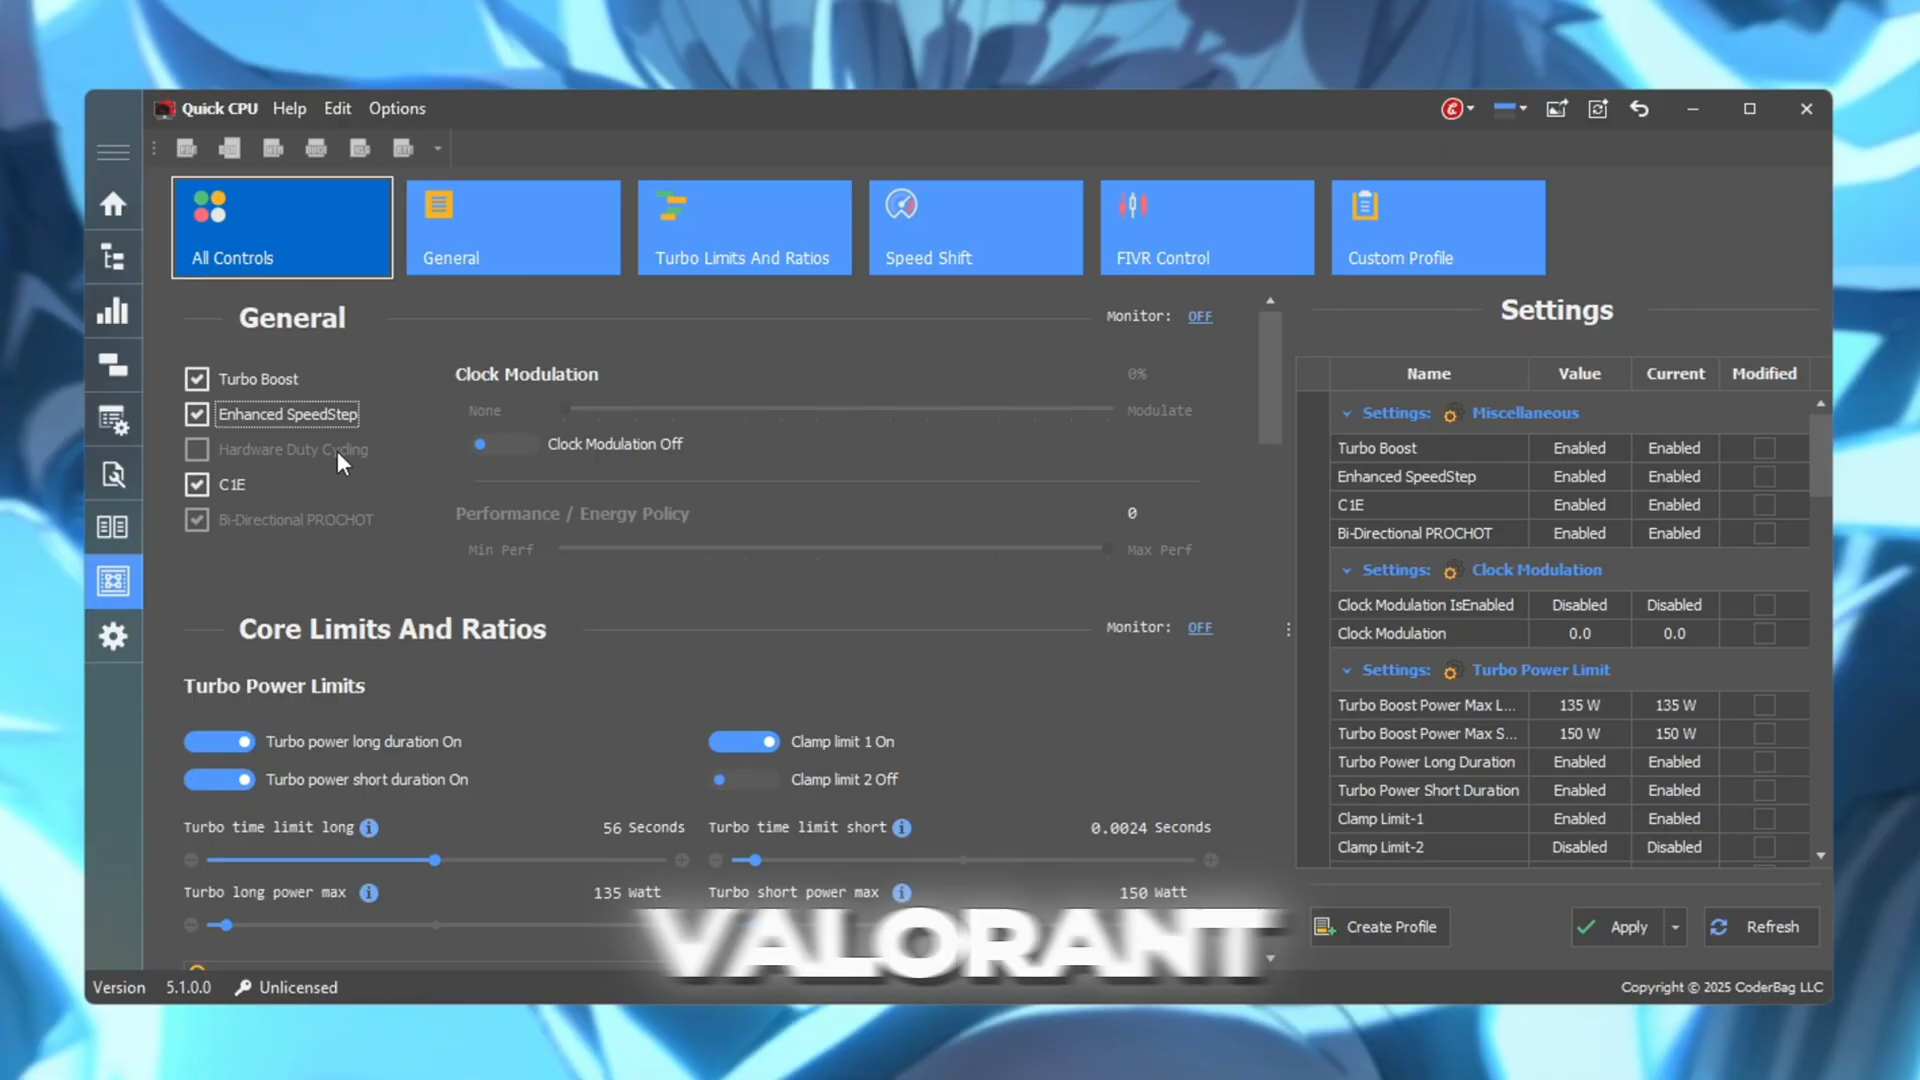 Quick CPU Help Edit Options
All Controls
General
Turbo Limits And Ratios
Speed Shift
FIVR Control
Custom Profile
General
Monitor: OFF
Turbo Boost
Enhanced SpeedStep
Hardware Duty Cycling
C1E
Bi-Directional PROCHOT
Clock Modulation 0%
None Modulate
Clock Modulation Off
Performance / Energy Policy 0
Min Perf Max Perf
Core Limits And Ratios
Monitor: OFF
Turbo Power Limits
Turbo power long duration On
Clamp limit 1 On
Turbo power short duration On
Clamp limit 2 Off
Turbo time limit long 56 Seconds
Turbo time limit short 0.0024 Seconds
Turbo long power max 135 Watt
Turbo short power max 150 Watt
VALORANT
Settings
Name Value Current Modified
Settings: Miscellaneous
Turbo Boost Enabled Enabled
Enhanced SpeedStep Enabled Enabled
C1E Enabled Enabled
Bi-Directional PROCHOT Enabled Enabled
Settings: Clock Modulation
Clock Modulation IsEnabled Disabled Disabled
Clock Modulation 0.0 0.0
Settings: Turbo Power Limit
Turbo Boost Power Max L... 135 W 135 W
Turbo Boost Power Max S... 150 W 150 W
Turbo Power Long Duration Enabled Enabled
Turbo Power Short Duration Enabled Enabled
Clamp Limit-1 Enabled Enabled
Clamp Limit-2 Disabled Disabled
Create Profile
Apply
Refresh
Version 5.1.0.0 Unlicensed
Copyright © 2025 CoderBag LLC